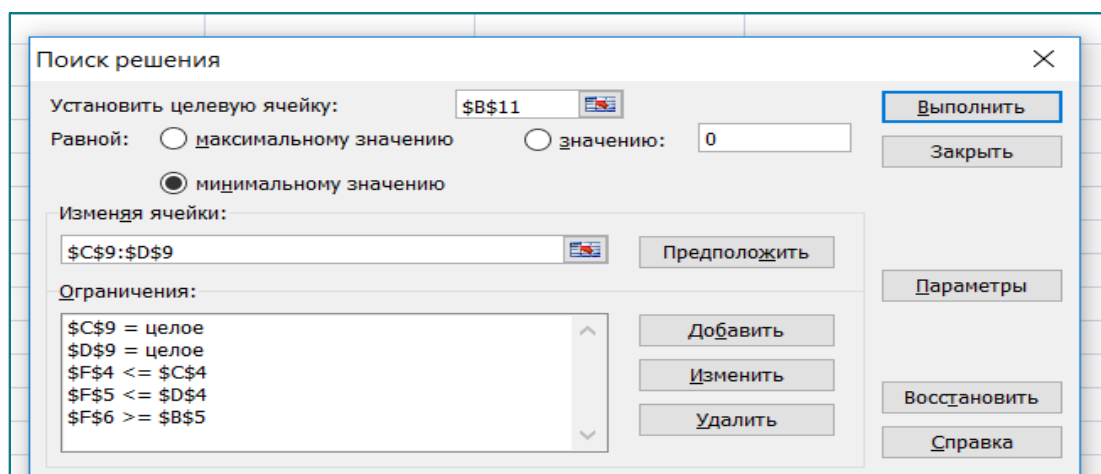 Поиск решения
Установить целевую ячейку: $B$11
Выполнить
Равной: максимальному значению значению: 0
Закрыть
минимальному значению
Изменяя ячейки:
$C$9:$D$9
Предположить
Параметры
Ограничения:
$C$9 = целое
$D$9 = целое
$F$4 <= $C$4
$F$5 <= $D$4
$F$6 >= $B$5
Добавить
Изменить
Удалить
Восстановить
Справка